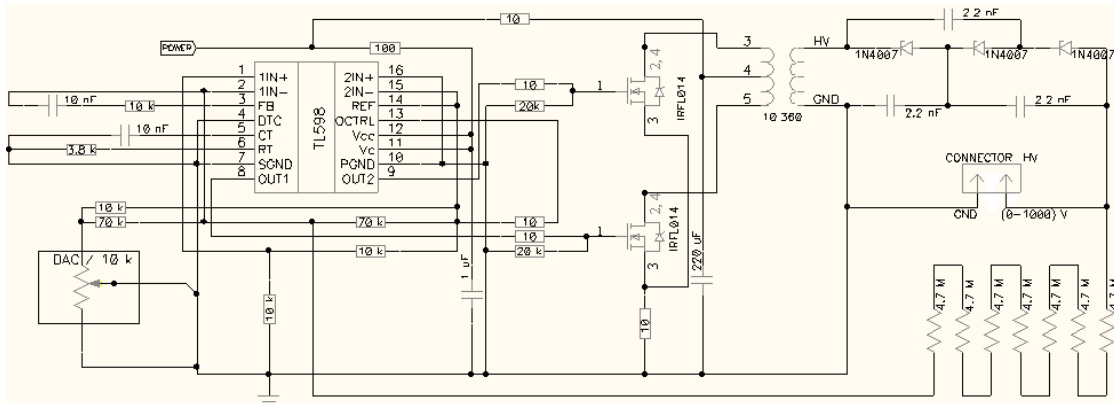 10
2.2 nF
POWER
100
3
HV
1N4007
1N4007
1N4007
2, 4
4
1
1IN+
2IN+
16
2
1IN-
2IN-
15
10 nF
10 k
3
FB
REF
14
10
1
4
DTC
OCTRL
13
20k
5
GND
2.2 nF
2.2 nF
10 nF
5
CT
TL598
Vcc
12
3
IRFL014
10 360
6
RT
Vc
11
3.8 k
7
SGND
PGND
10
8
OUT1
OUT2
9
CONNECTOR HV
2, 4
10 k
GND
(0-1000) V
70 k
70 k
10
10
1
IRFL014
DAC / 10 k
10 k
20 k
3
220 uF
1 uF
10 k
10
4.7 M
4.7 M
4.7 M
4.7 M
4.7 M
4.7 M
4.7 M